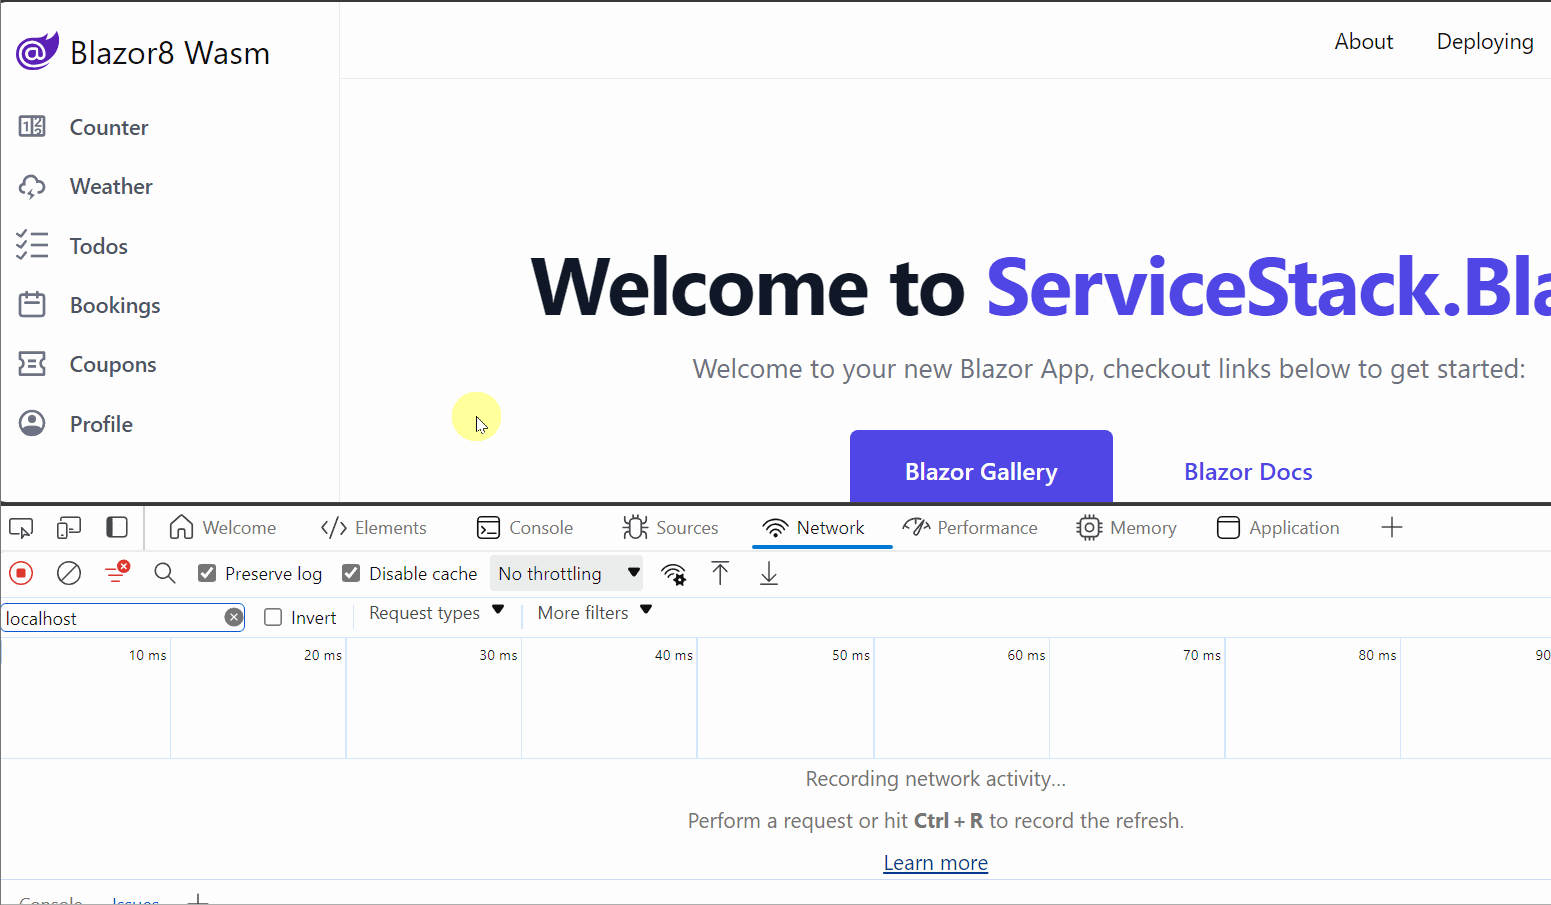 Blazor8 Wasm
About Deploying
Counter
Weather
Todos
Bookings
Coupons
Profile
Welcome to ServiceStack.Bla
Welcome to your new Blazor App, checkout links below to get started:
Blazor Gallery Blazor Docs
Welcome Elements Console Sources Network Performance Memory Application
Preserve log Disable cache No throttling
localhost Invert Request types More filters
10 ms 20 ms 30 ms 40 ms 50 ms 60 ms 70 ms 80 ms 90
Recording network activity...
Perform a request or hit Ctrl + R to record the refresh.
Learn more
Console Issues